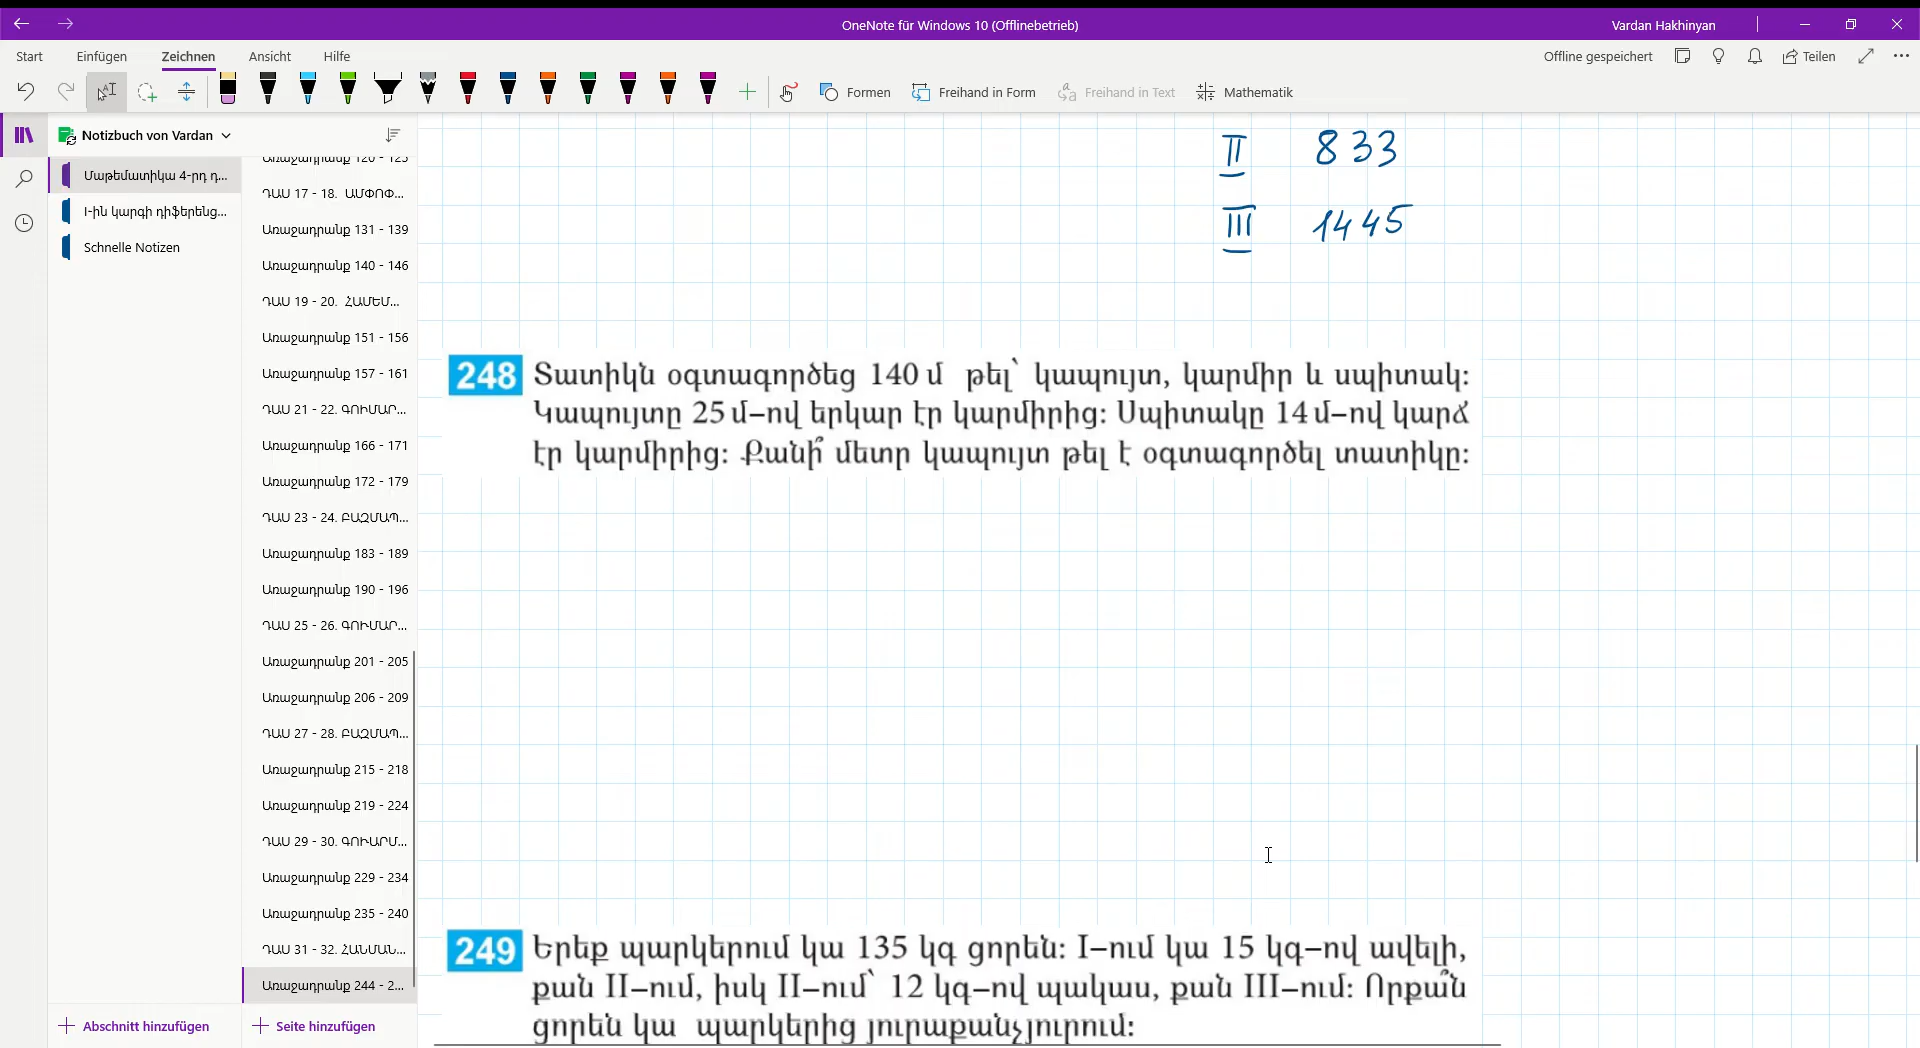 OneNote für Windows 10 (Offlinebetrieb)
Vardan Hakhinyan
Start Einfügen Zeichnen Ansicht Hilfe
Offline gespeichert Teilen
Formen Freihand in Form Freihand in Text Mathematik
Notizbuch von Vardan
Մաթեմատիկա 4-րդ դ...
I-ին կարգի դիֆերենց...
Schnelle Notizen
Առաջադրանք 120 - 125
ԴԱՍ 17 - 18. ԱՄՓՈՓ...
Առաջադրանք 131 - 139
Առաջադրանք 140 - 146
ԴԱՍ 19 - 20. ՀԱՄԵՄ...
Առաջադրանք 151 - 156
Առաջադրանք 157 - 161
ԴԱՍ 21 - 22. ԳՈՒՄԱՐ...
Առաջադրանք 166 - 171
Առաջադրանք 172 - 179
ԴԱՍ 23 - 24. ԲԱԶՄԱՊ...
Առաջադրանք 183 - 189
Առաջադրանք 190 - 196
ԴԱՍ 25 - 26. ԳՈՒՄԱՐ...
Առաջադրանք 201 - 205
Առաջադրանք 206 - 209
ԴԱՍ 27 - 28. ԲԱԶՄԱՊ...
Առաջադրանք 215 - 218
Առաջադրանք 219 - 224
ԴԱՍ 29 - 30. ԳՈՒԱՐՄ...
Առաջադրանք 229 - 234
Առաջադրանք 235 - 240
ԴԱՍ 31 - 32. ՀԱՆՄԱՆ...
Առաջադրանք 244 - 2...
Abschnitt hinzufügen
Seite hinzufügen
II 833
III 1445
248 Տատիկն օգտագործեց 140 մ թել՝ կապույտ, կարմիր և սպիտակ:
Կապույտը 25 մ–ով երկար էր կարմիրից: Սպիտակը 14 մ–ով կարճ
էր կարմիրից: Քանի՞ մետր կապույտ թել է օգտագործել տատիկը:
249 Երեք պարկերում կա 135 կգ ցորեն: I–ում կա 15 կգ–ով ավելի,
քան II–ում, իսկ II–ում՝ 12 կգ–ով պակաս, քան III–ում: Որքա՞ն
ցորեն կա պարկերից յուրաքանչյուրում: